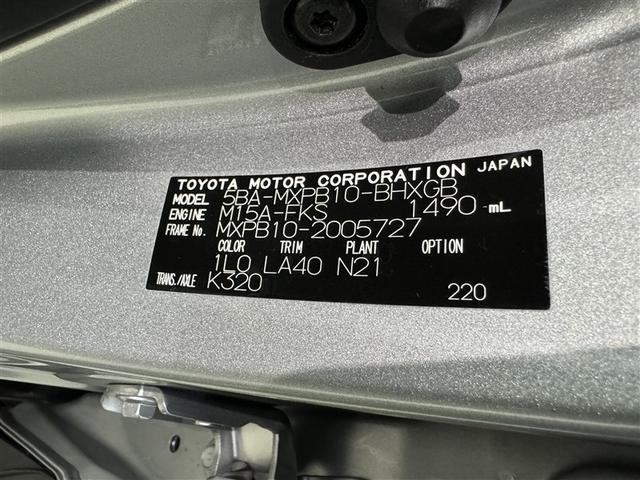 TOYOTA MOTOR CORPORATION JAPAN
MODEL 5BA-MXPB10-BHXGB
ENGINE M15A-FKS 1490 mL
FRAME No. MXPB10-2005727
COLOR TRIM PLANT OPTION
1L0 LA40 N21
TRANS./AXLE K320
220